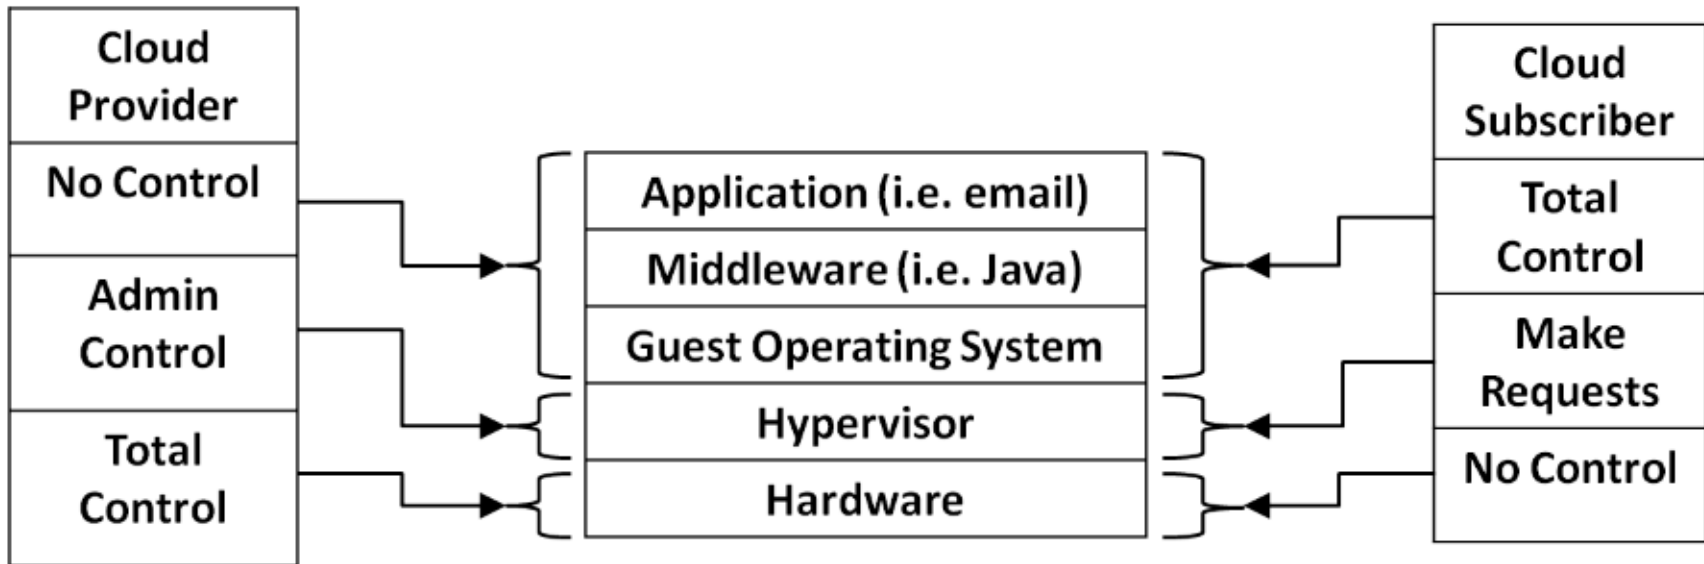 Cloud
Provider
No Control
Admin
Control
Total
Control
Application (i.e. email)
Middleware (i.e. Java)
Guest Operating System
Hypervisor
Hardware
Cloud
Subscriber
Total
Control
Make
Requests
No Control